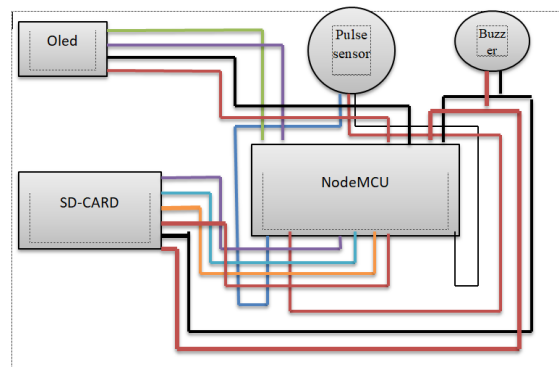 Oled
Pulse
sensor
Buzz
er
NodeMCU
SD-CARD